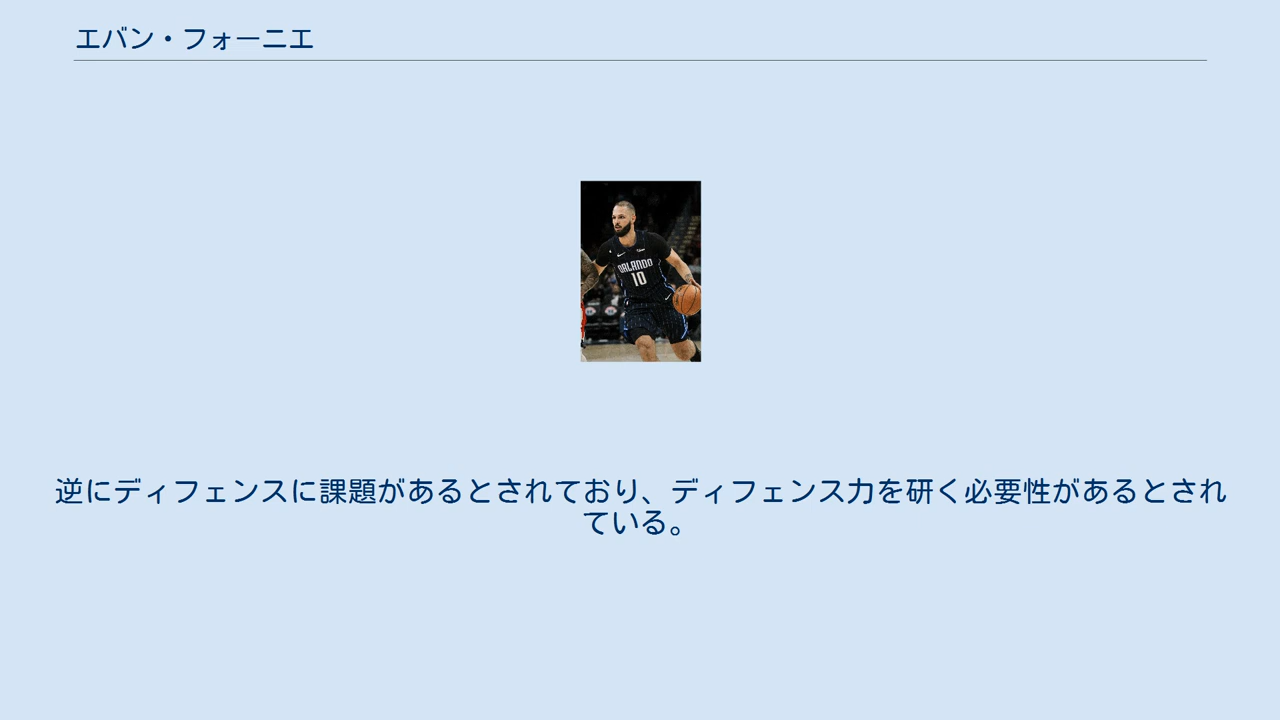 エバン・フォーニエ
ORLANDO
10
逆にディフェンスに課題があるとされており、ディフェンス力を研く必要性があるとされ
ている。